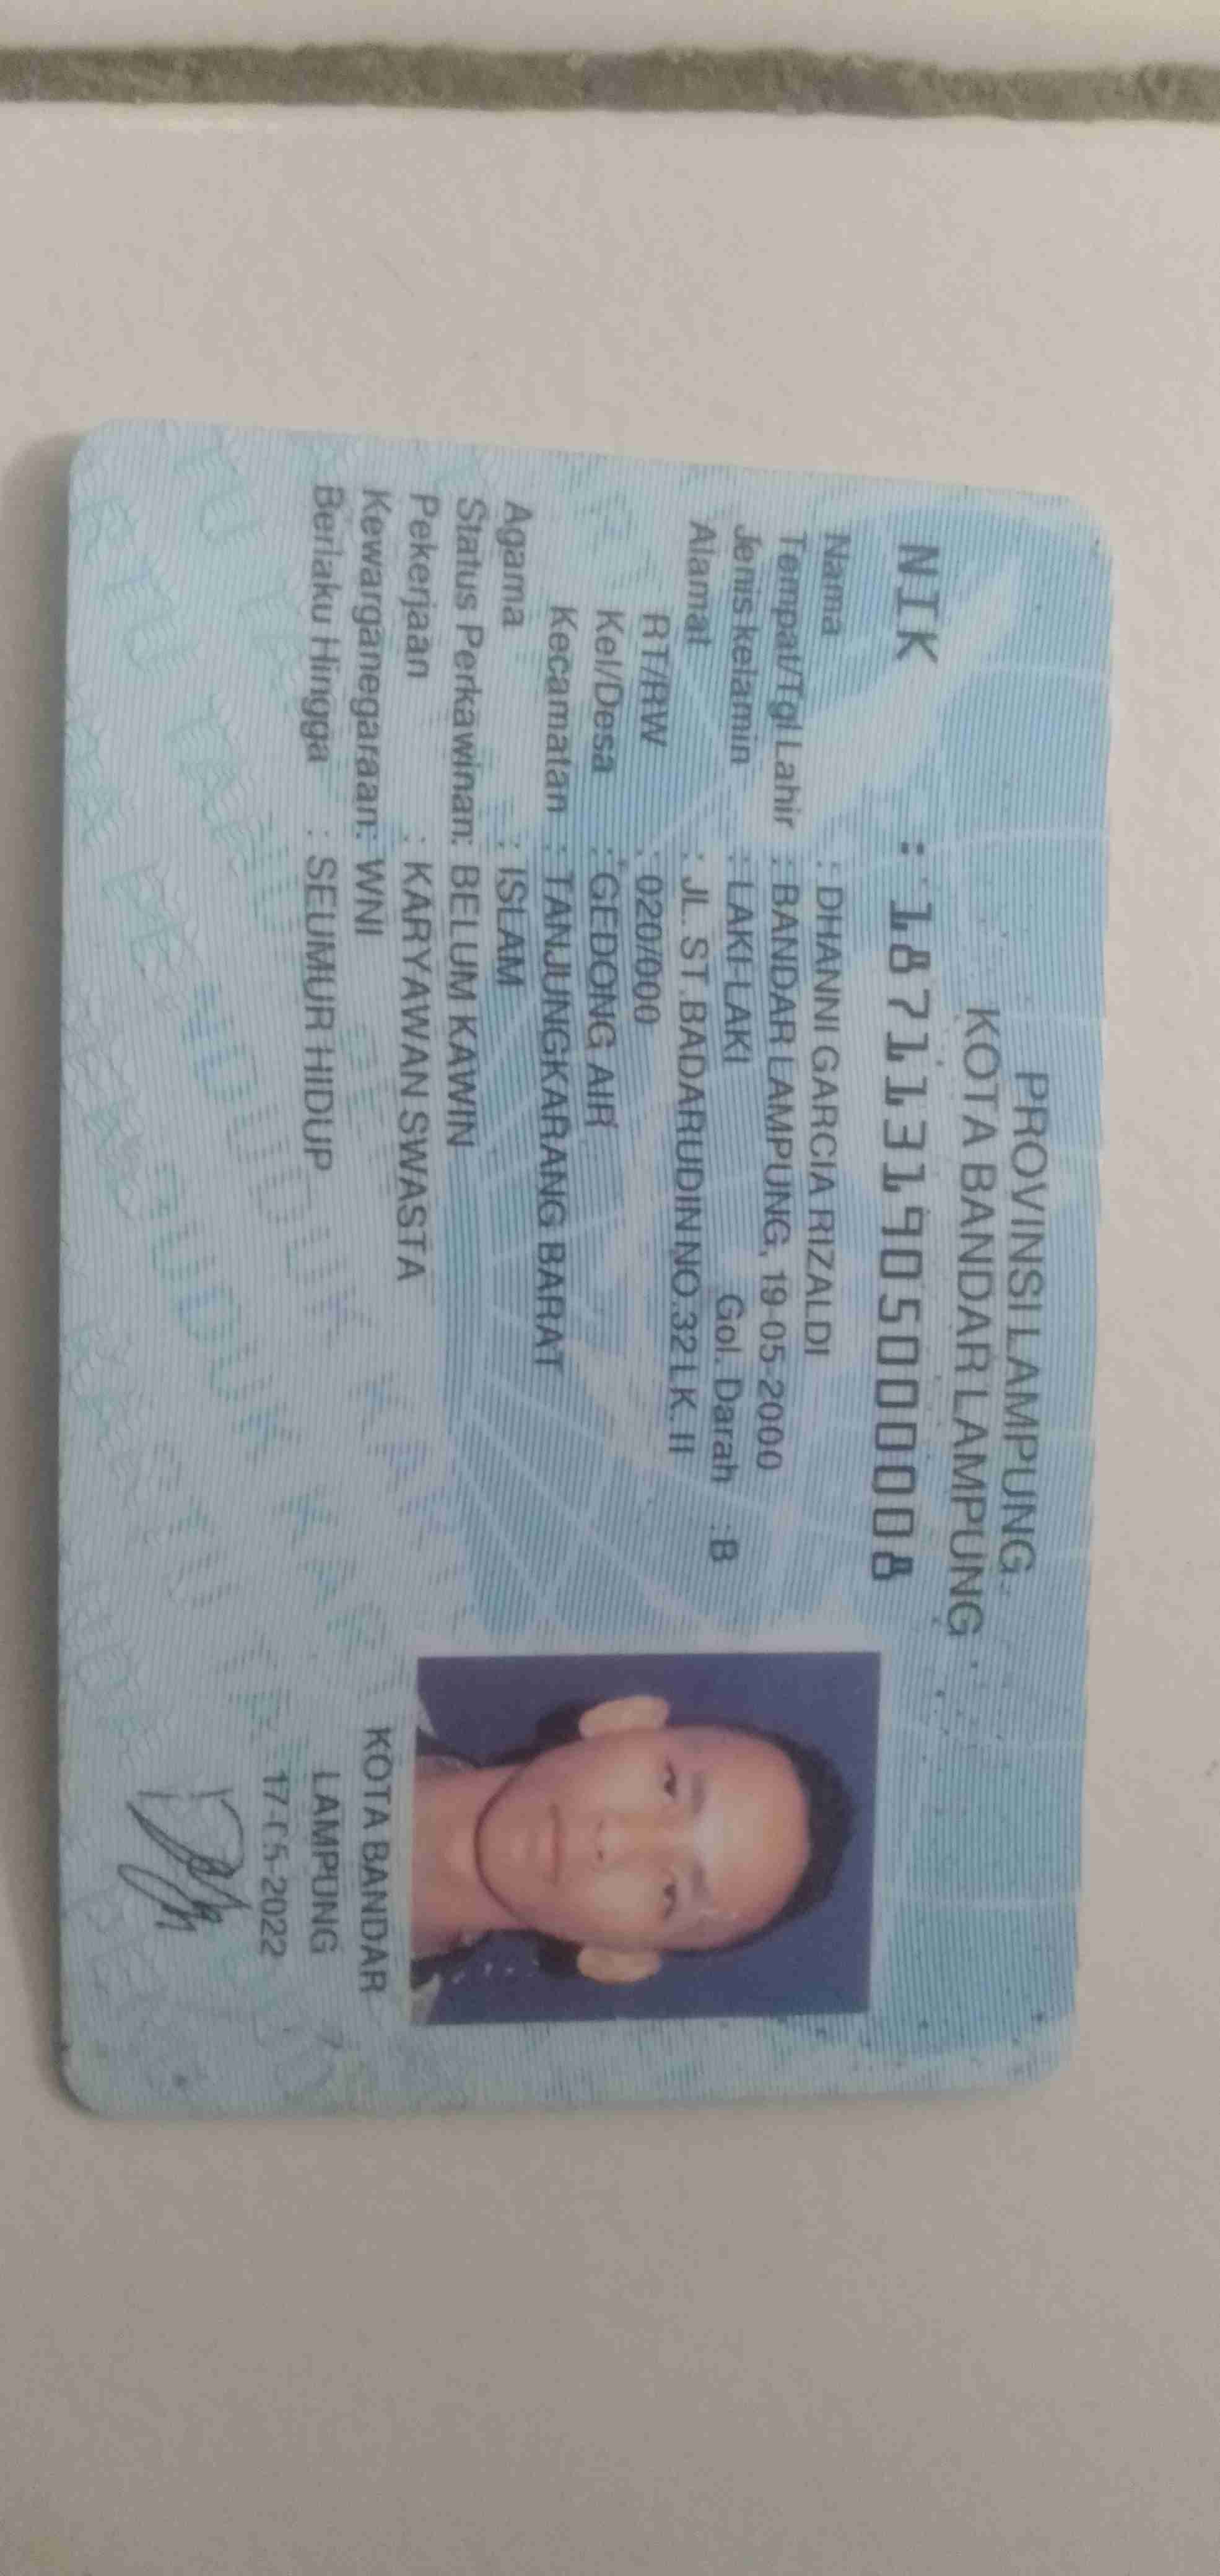 PROVINSI LAMPUNG
KOTA BANDAR LAMPUNG
NIK : 1871131905000008
Nama : DHANNI GARCIA RIZALDI
Tempat/Tgl Lahir : BANDAR LAMPUNG, 19-05-2000
Jenis kelamin : LAKI-LAKI Gol. Darah :B
Alamat : JL. ST.BADARUDIN NO.32 LK. II
RT/RW : 020/000
Kel/Desa : GEDONG AIR
Kecamatan : TANJUNGKARANG BARAT
Agama : ISLAM
Status Perkawinan: BELUM KAWIN
Pekerjaan : KARYAWAN SWASTA
Kewarganegaraan: WNI
Berlaku Hingga : SEUMUR HIDUP
KOTA BANDAR
LAMPUNG
17-05-2022